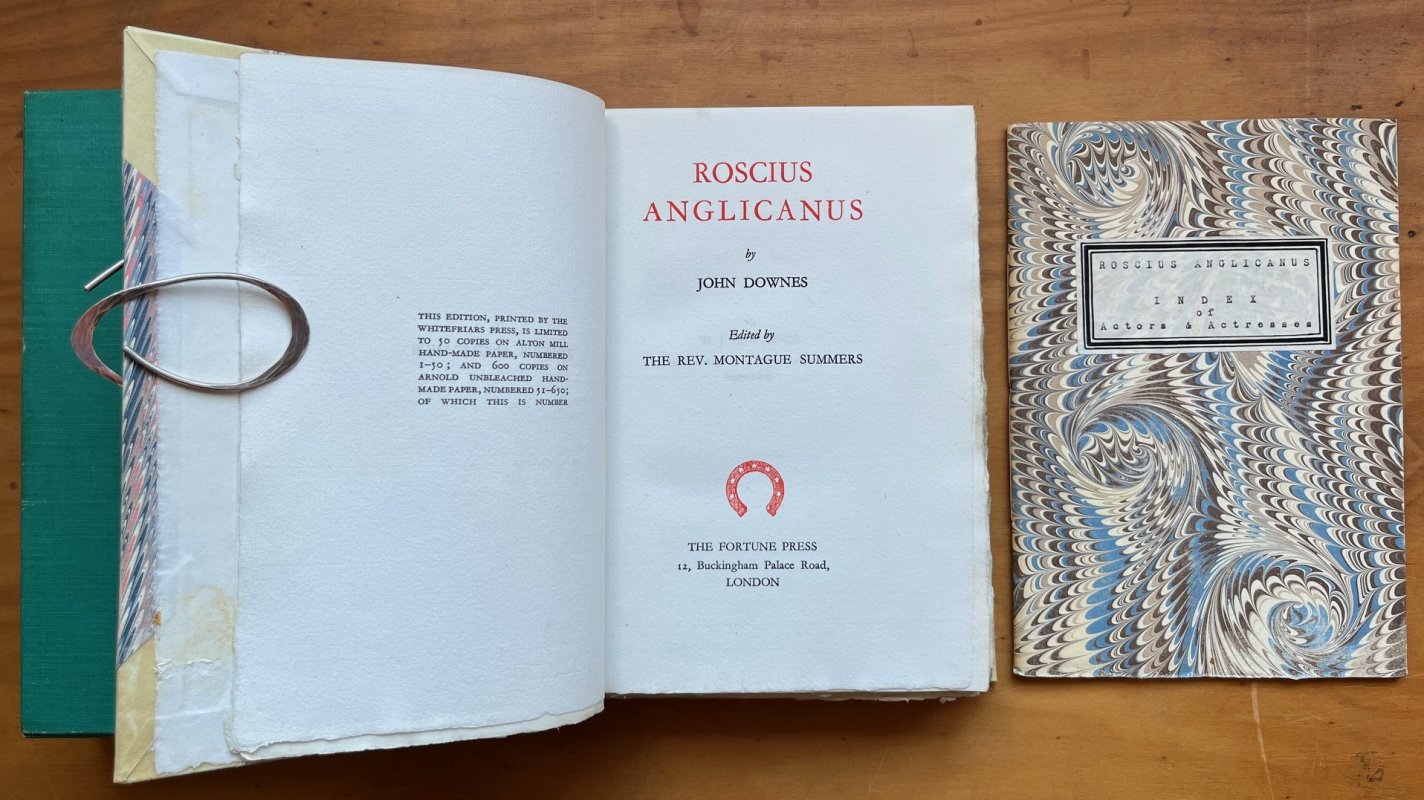 THIS EDITION, PRINTED BY THE
WHITEFRIARS PRESS, IS LIMITED
TO 50 COPIES ON ALTON MILL
HAND-MADE PAPER, NUMBERED
1–50; AND 600 COPIES ON
ARNOLD UNBLEACHED HAND-
MADE PAPER, NUMBERED 51–650;
OF WHICH THIS IS NUMBER
ROSCIUS
ANGLICANUS
by
JOHN DOWNES
Edited by
THE REV. MONTAGUE SUMMERS
THE FORTUNE PRESS
12, Buckingham Palace Road,
LONDON
ROSCIUS ANGLICANUS
INDEX
of
Actors & Actresses